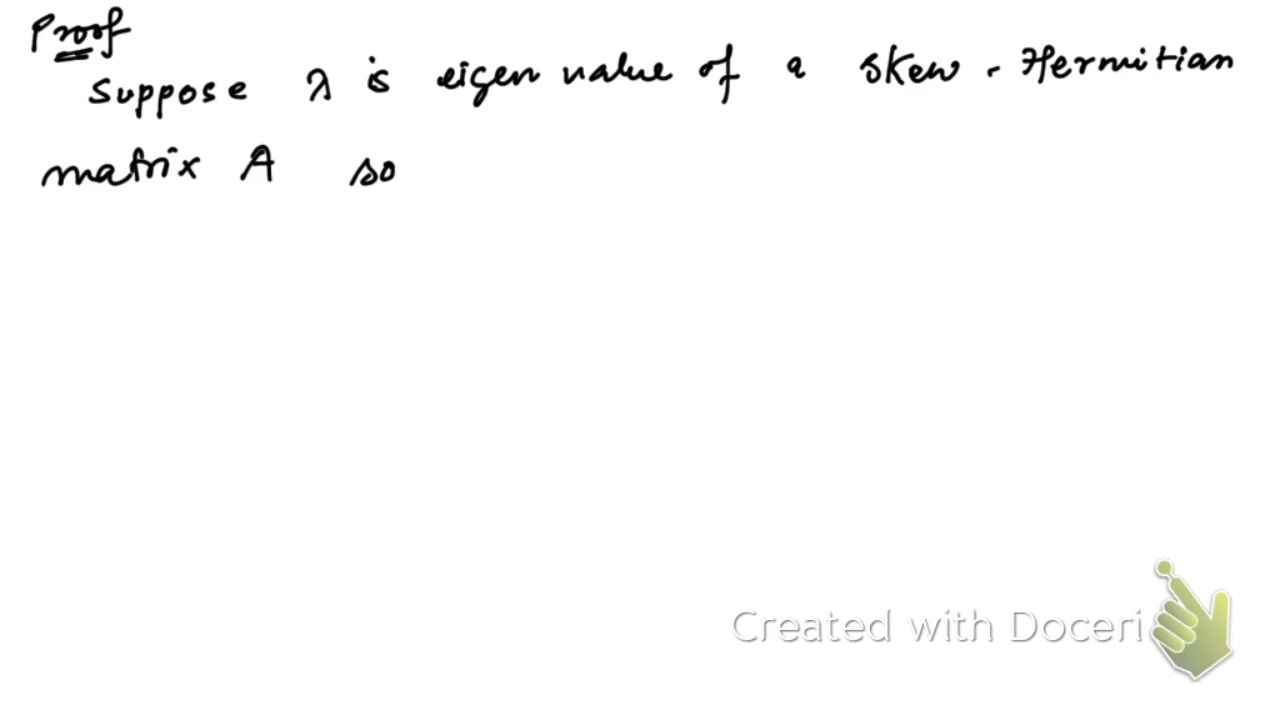 Proof
Suppose λ is eigen value of a skew-Hermitian
matrix A so
Created with Doceri